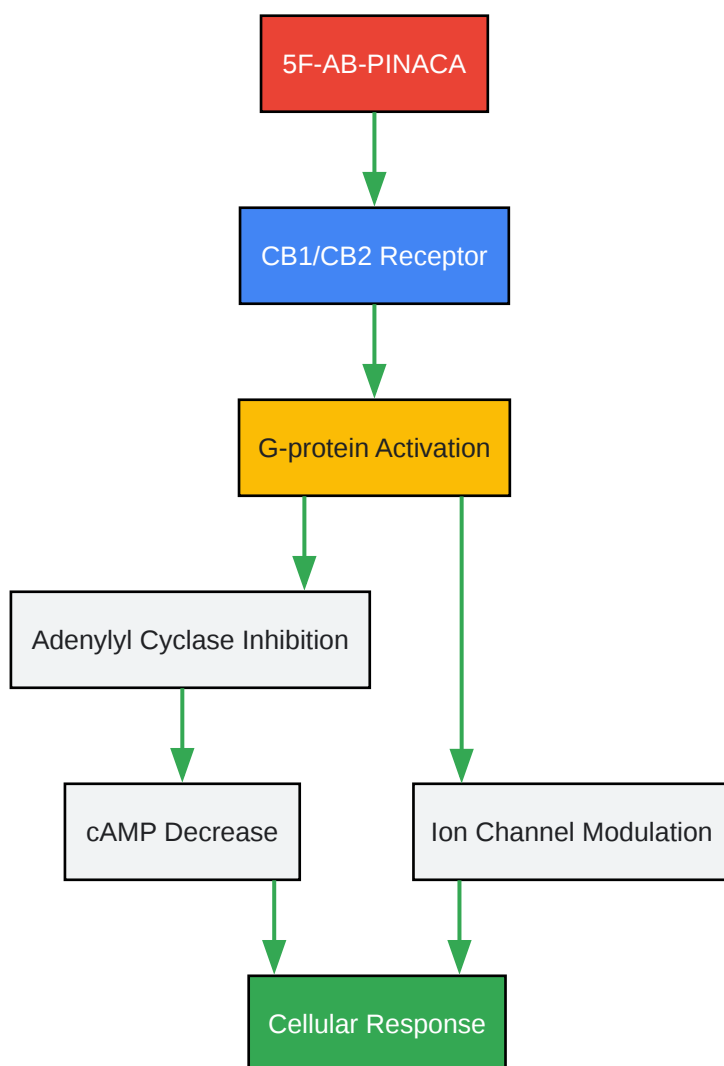 5F-AB-PINACA
CB1/CB2 Receptor
G-protein Activation
Adenylyl Cyclase Inhibition
cAMP Decrease
Ion Channel Modulation
Cellular Response